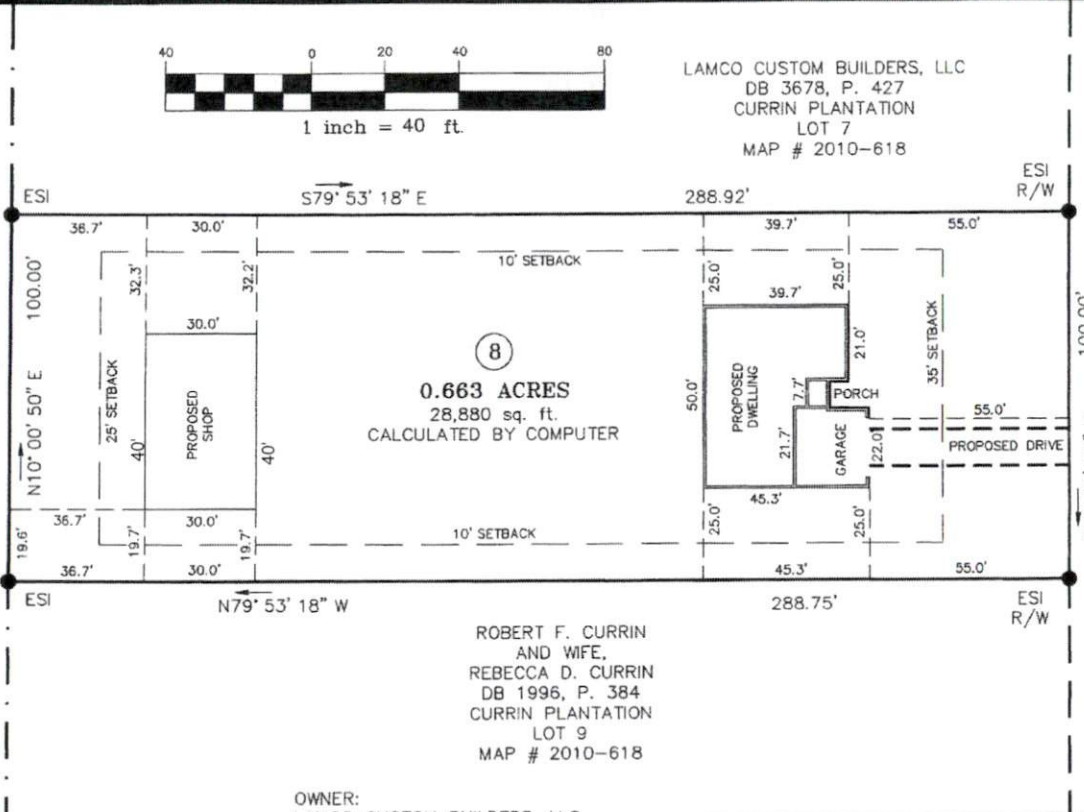 40 0 20 40 80
1 inch = 40 ft.
LAMCO CUSTOM BUILDERS, LLC
DB 3678, P. 427
CURRIN PLANTATION
LOT 7
MAP # 2010-618
ESI
R/W
ESI
S79° 53' 18" E
288.92'
36.7'
30.0'
39.7'
55.0'
N10° 00' 50" E 100.00'
25' SETBACK
32.3'
32.2'
30.0'
PROPOSED
SHOP
40'
40'
10' SETBACK
8
0.663 ACRES
28,880 sq. ft.
CALCULATED BY COMPUTER
25.0'
25.0'
39.7'
50.0'
PROPOSED
DWELLING
21.0'
7.7'
PORCH
21.7'
GARAGE
22.0'
45.3'
35' SETBACK
55.0'
PROPOSED DRIVE
100.00'
36.7'
30.0'
19.6'
19.7'
19.7'
10' SETBACK
25.0'
25.0'
36.7'
30.0'
45.3'
55.0'
ESI
N79° 53' 18" W
288.75'
ESI
R/W
ROBERT F. CURRIN
AND WIFE,
REBECCA D. CURRIN
DB 1996, P. 384
CURRIN PLANTATION
LOT 9
MAP # 2010-618
OWNER: